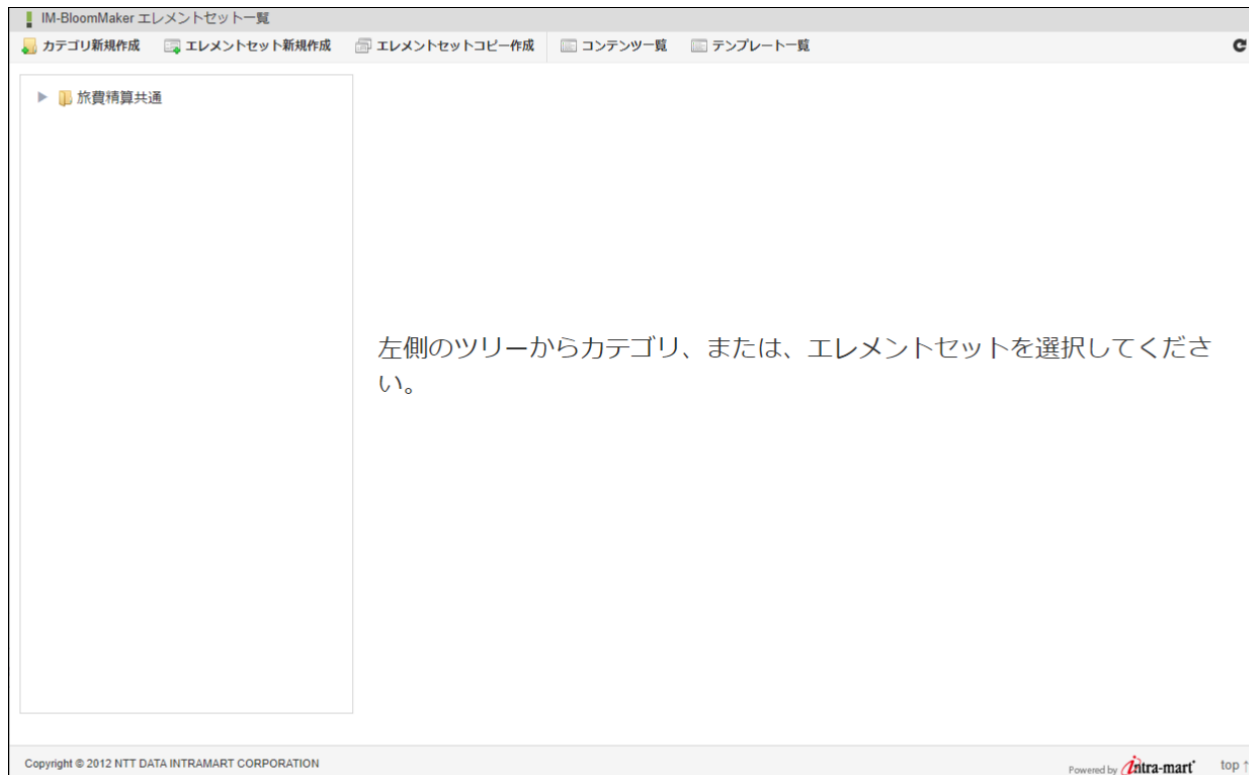 IM-BloomMaker エレメントセット一覧
カテゴリ新規作成 エレメントセット新規作成 エレメントセットコピー作成 コンテンツ一覧 テンプレート一覧
旅費精算共通
左側のツリーからカテゴリ、または、エレメントセットを選択してくださ
い。
Copyright © 2012 NTT DATA INTRAMART CORPORATION
Powered by intra-mart top ↑